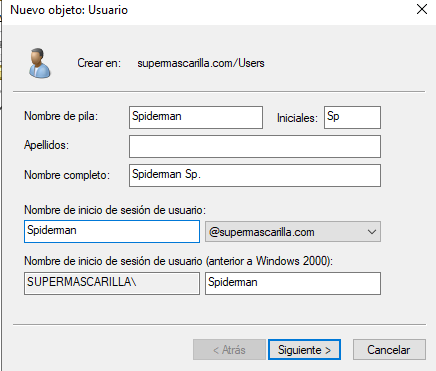 Nuevo objeto: Usuario
Crear en: supermascarilla.com/Users
Nombre de pila: Spiderman Iniciales: Sp
Apellidos:
Nombre completo: Spiderman Sp.
Nombre de inicio de sesión de usuario:
Spiderman @supermascarilla.com
Nombre de inicio de sesión de usuario (anterior a Windows 2000):
SUPERMASCARILLA\ Spiderman
< Atrás Siguiente > Cancelar